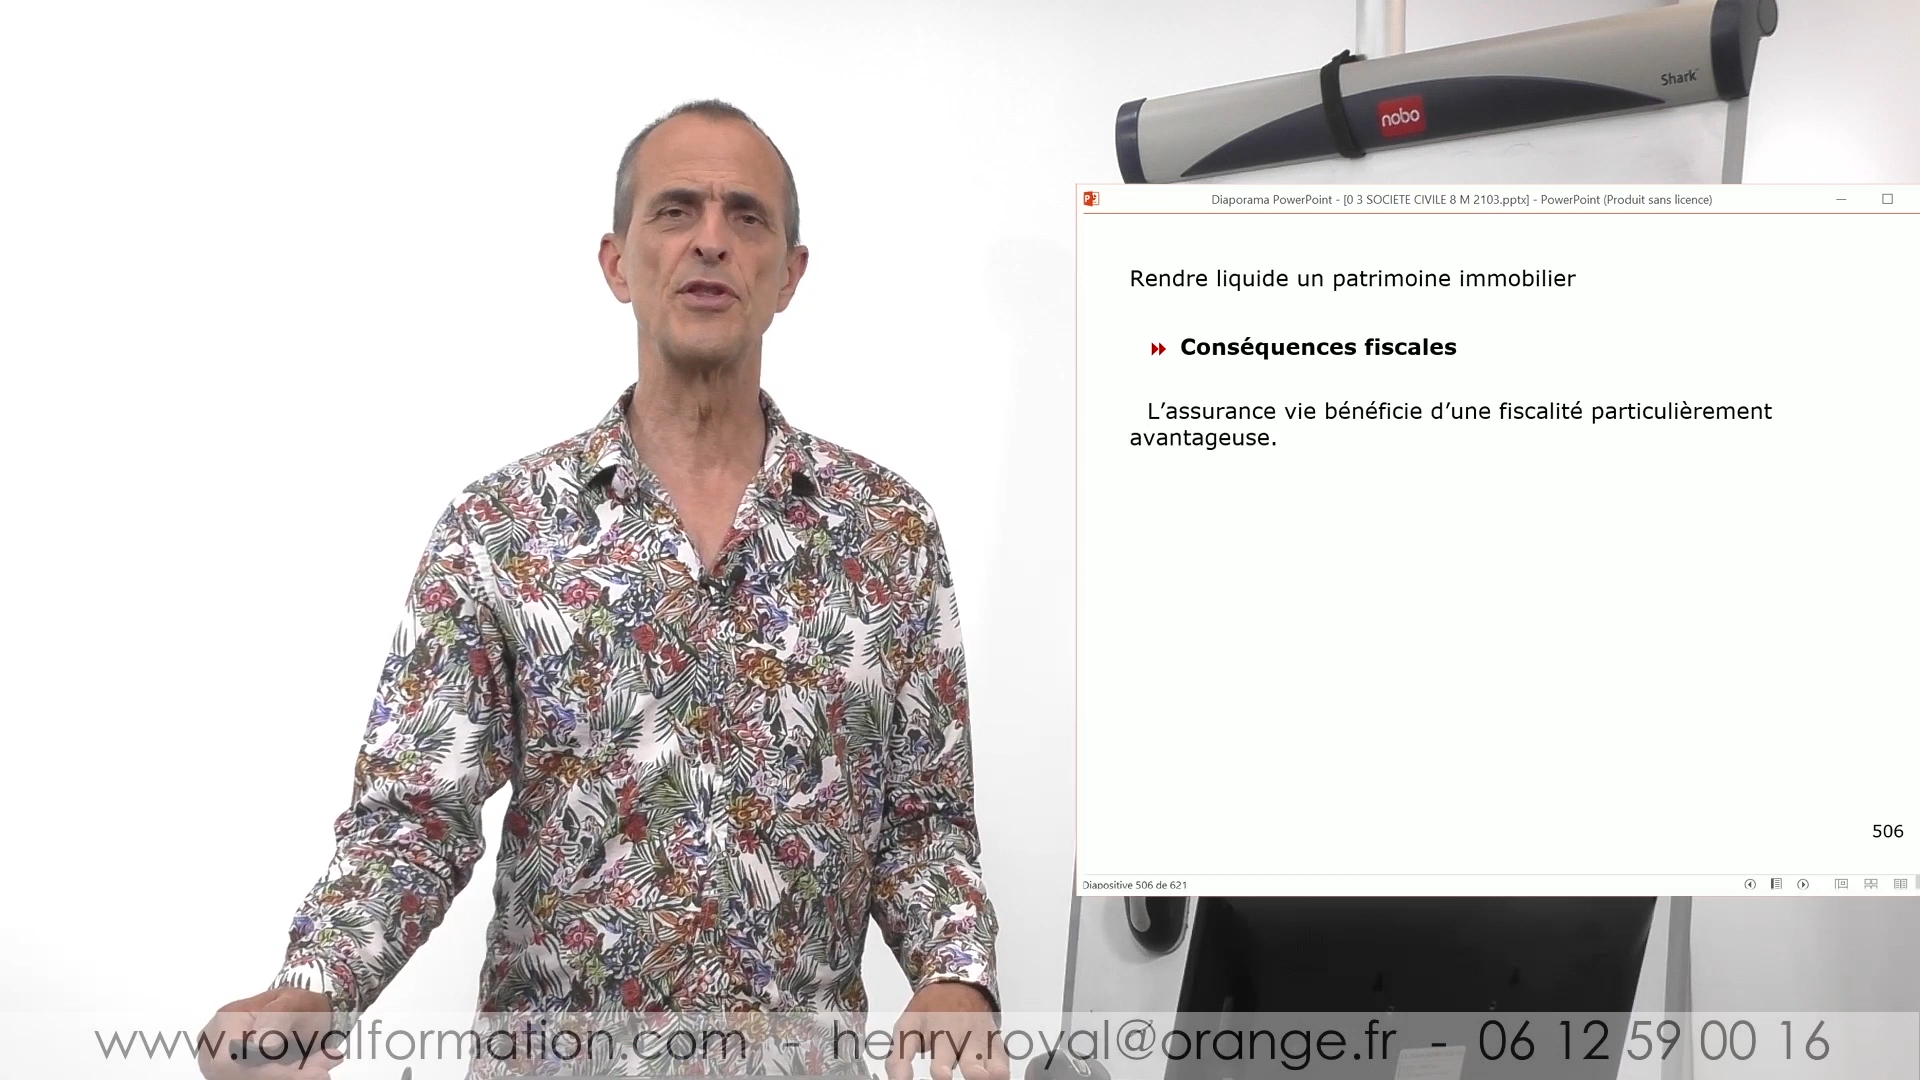 Shark
nobo
Diaporama PowerPoint - [0 3 SOCIETE CIVILE 8 M 2103.pptx] - PowerPoint (Produit sans licence)
Rendre liquide un patrimoine immobilier
Conséquences fiscales
L’assurance vie bénéficie d’une fiscalité particulièrement
avantageuse.
506
Diapositive 506 de 621
www.royalformation.com - henry.royal@orange.fr - 06 12 59 00 16